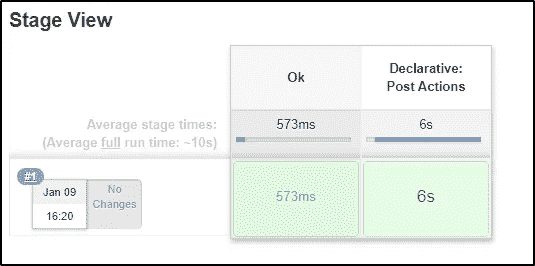 Stage View
Ok
Declarative:
Post Actions
Average stage times:
(Average full run time: ~10s)
573ms
6s
#1
Jan 09
16:20
No
Changes
573ms
6s